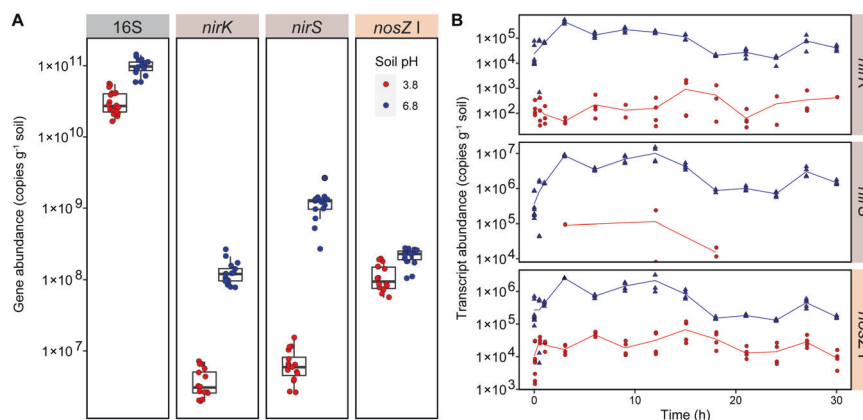 A
16S
nirK
nirS
nosZ I
Gene abundance (copies g⁻¹ soil)
1×10¹¹
1×10¹⁰
1×10⁹
1×10⁸
1×10⁷
Soil pH
3.8
6.8
B
Transcript abundance (copies g⁻¹ soil)
1×10⁵
1×10⁴
1×10³
1×10²
1×10⁷
1×10⁶
1×10⁵
1×10⁴
1×10⁶
1×10⁵
1×10⁴
1×10³
0
10
20
30
Time (h)